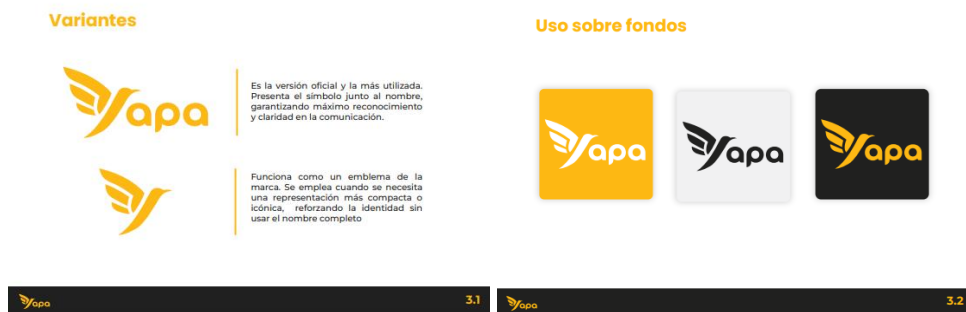 Variantes
Yapa
Es la versión oficial y la más utilizada.
Presenta el símbolo junto al nombre,
garantizando máximo reconocimiento
y claridad en la comunicación.
Funciona como un emblema de la
marca. Se emplea cuando se necesita
una representación más compacta o
icónica, reforzando la identidad sin
usar el nombre completo
Yapa
3.1
Uso sobre fondos
Yapa
Yapa
Yapa
Yapa
3.2